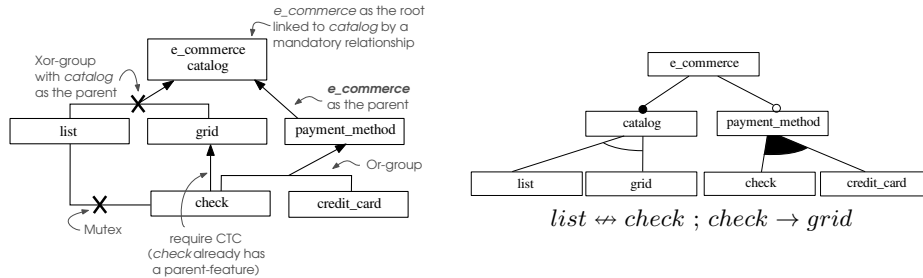 e_commerce as the root
linked to catalog by a
mandatory relationship
e_commerce
catalog
Xor-group
with catalog
as the parent
e_commerce
as the parent
list
grid
payment_method
Or-group
check
credit_card
Mutex
require CTC
(check already has
a parent-feature)
e_commerce
catalog
payment_method
list
grid
check
credit_card
list ↮ check ; check → grid